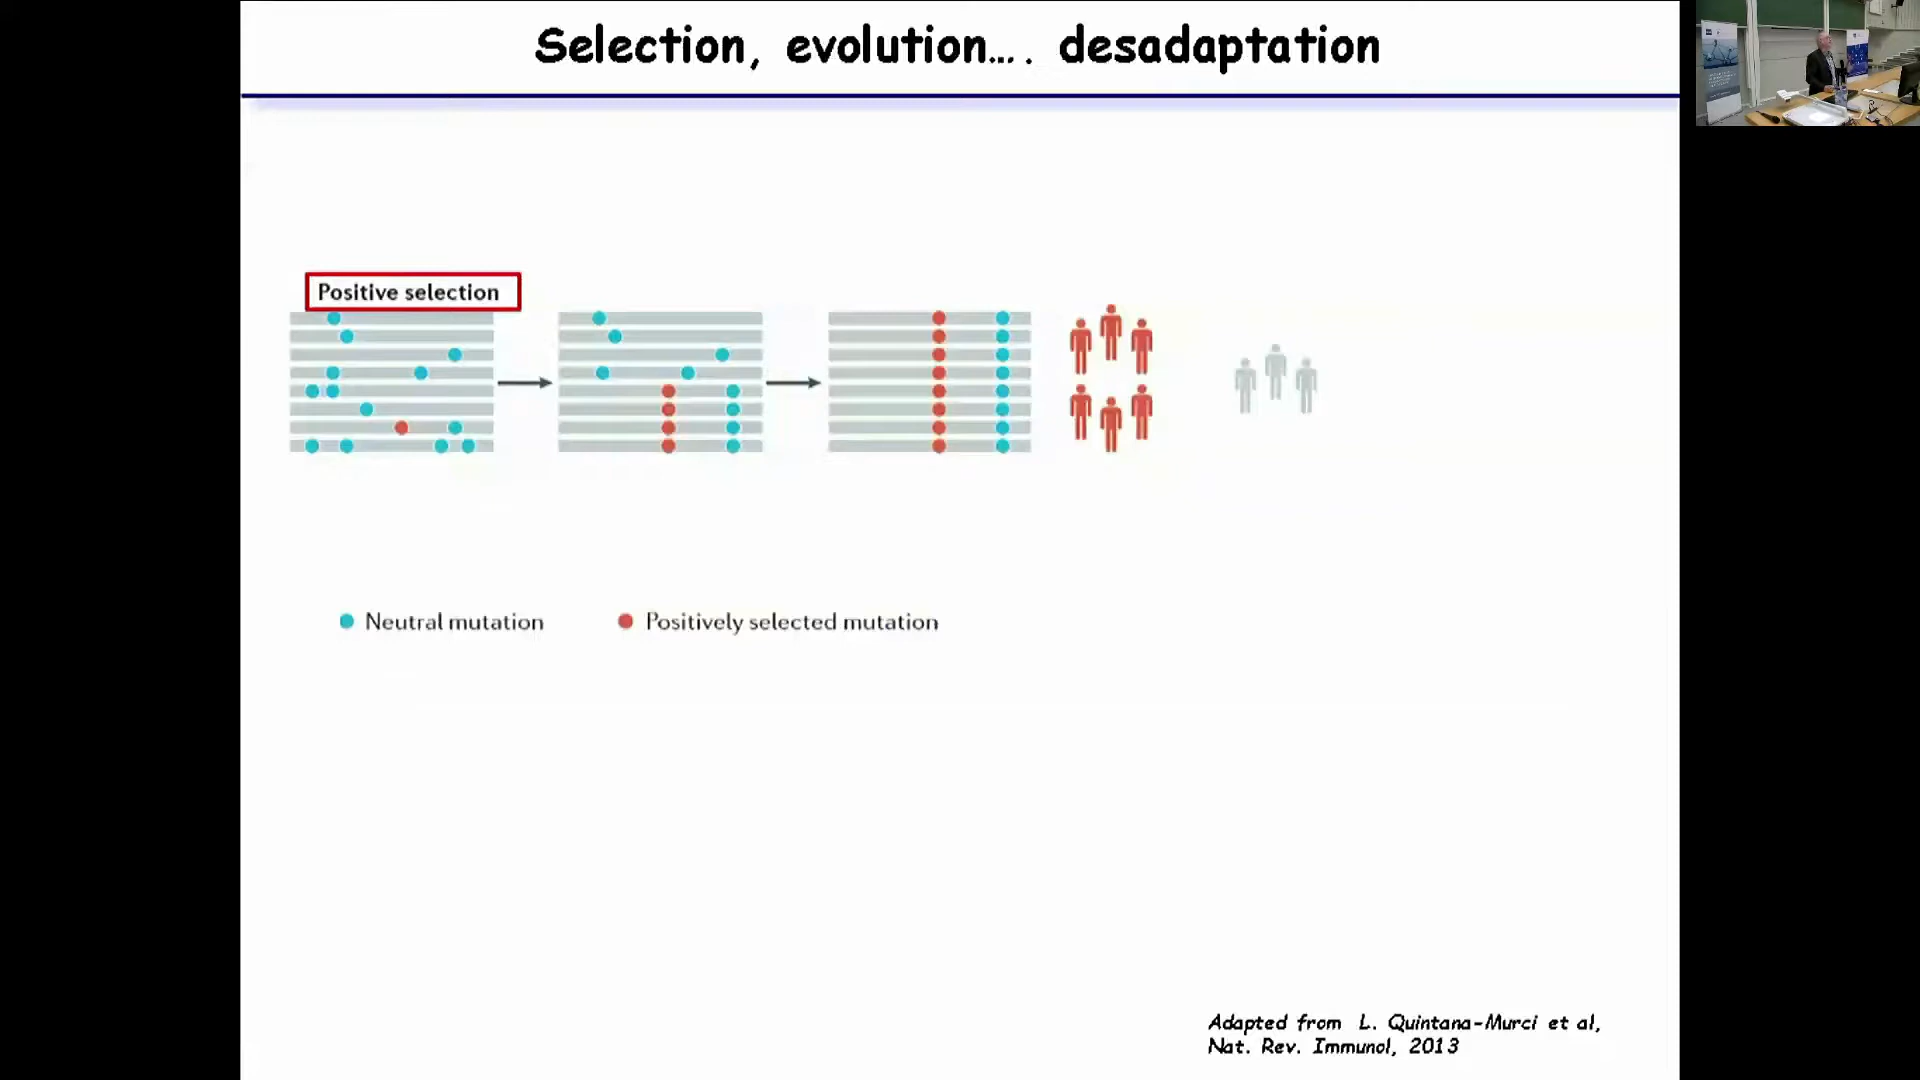 Selection, evolution.... desadaptation
Positive selection
Neutral mutation
Positively selected mutation
Adapted from L. Quintana-Murci et al,
Nat. Rev. Immunol, 2013